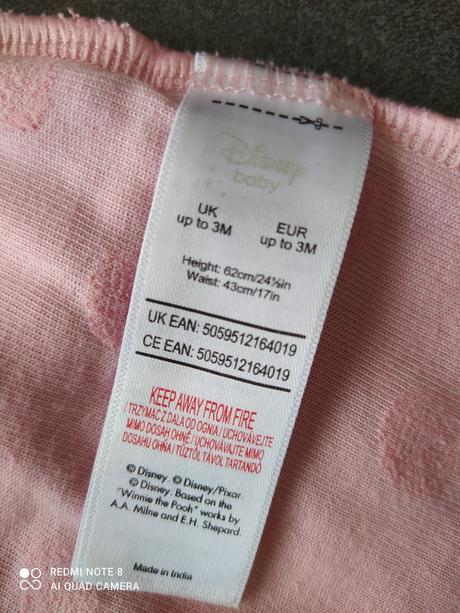 Disney
baby
UK
up to 3M
EUR
up to 3M
Height: 62cm/24½in
Waist: 43cm/17in
UK EAN: 5059512164019
CE EAN: 5059512164019
KEEP AWAY FROM FIRE
/ TRZYMAĆ Z DALA OD OGNIA / UCHOVÁVEJTE
MIMO DOSAH OHNĚ / UCHOVÁVAJTE MIMO
DOSAHU OHŇA / TŰZTŐL TÁVOL TARTANDÓ
© Disney. © Disney/Pixar.
© Disney. Based on the
"Winnie the Pooh" works by
A.A. Milne and E.H. Shepard.
Made in India
REDMI NOTE 8
AI QUAD CAMERA